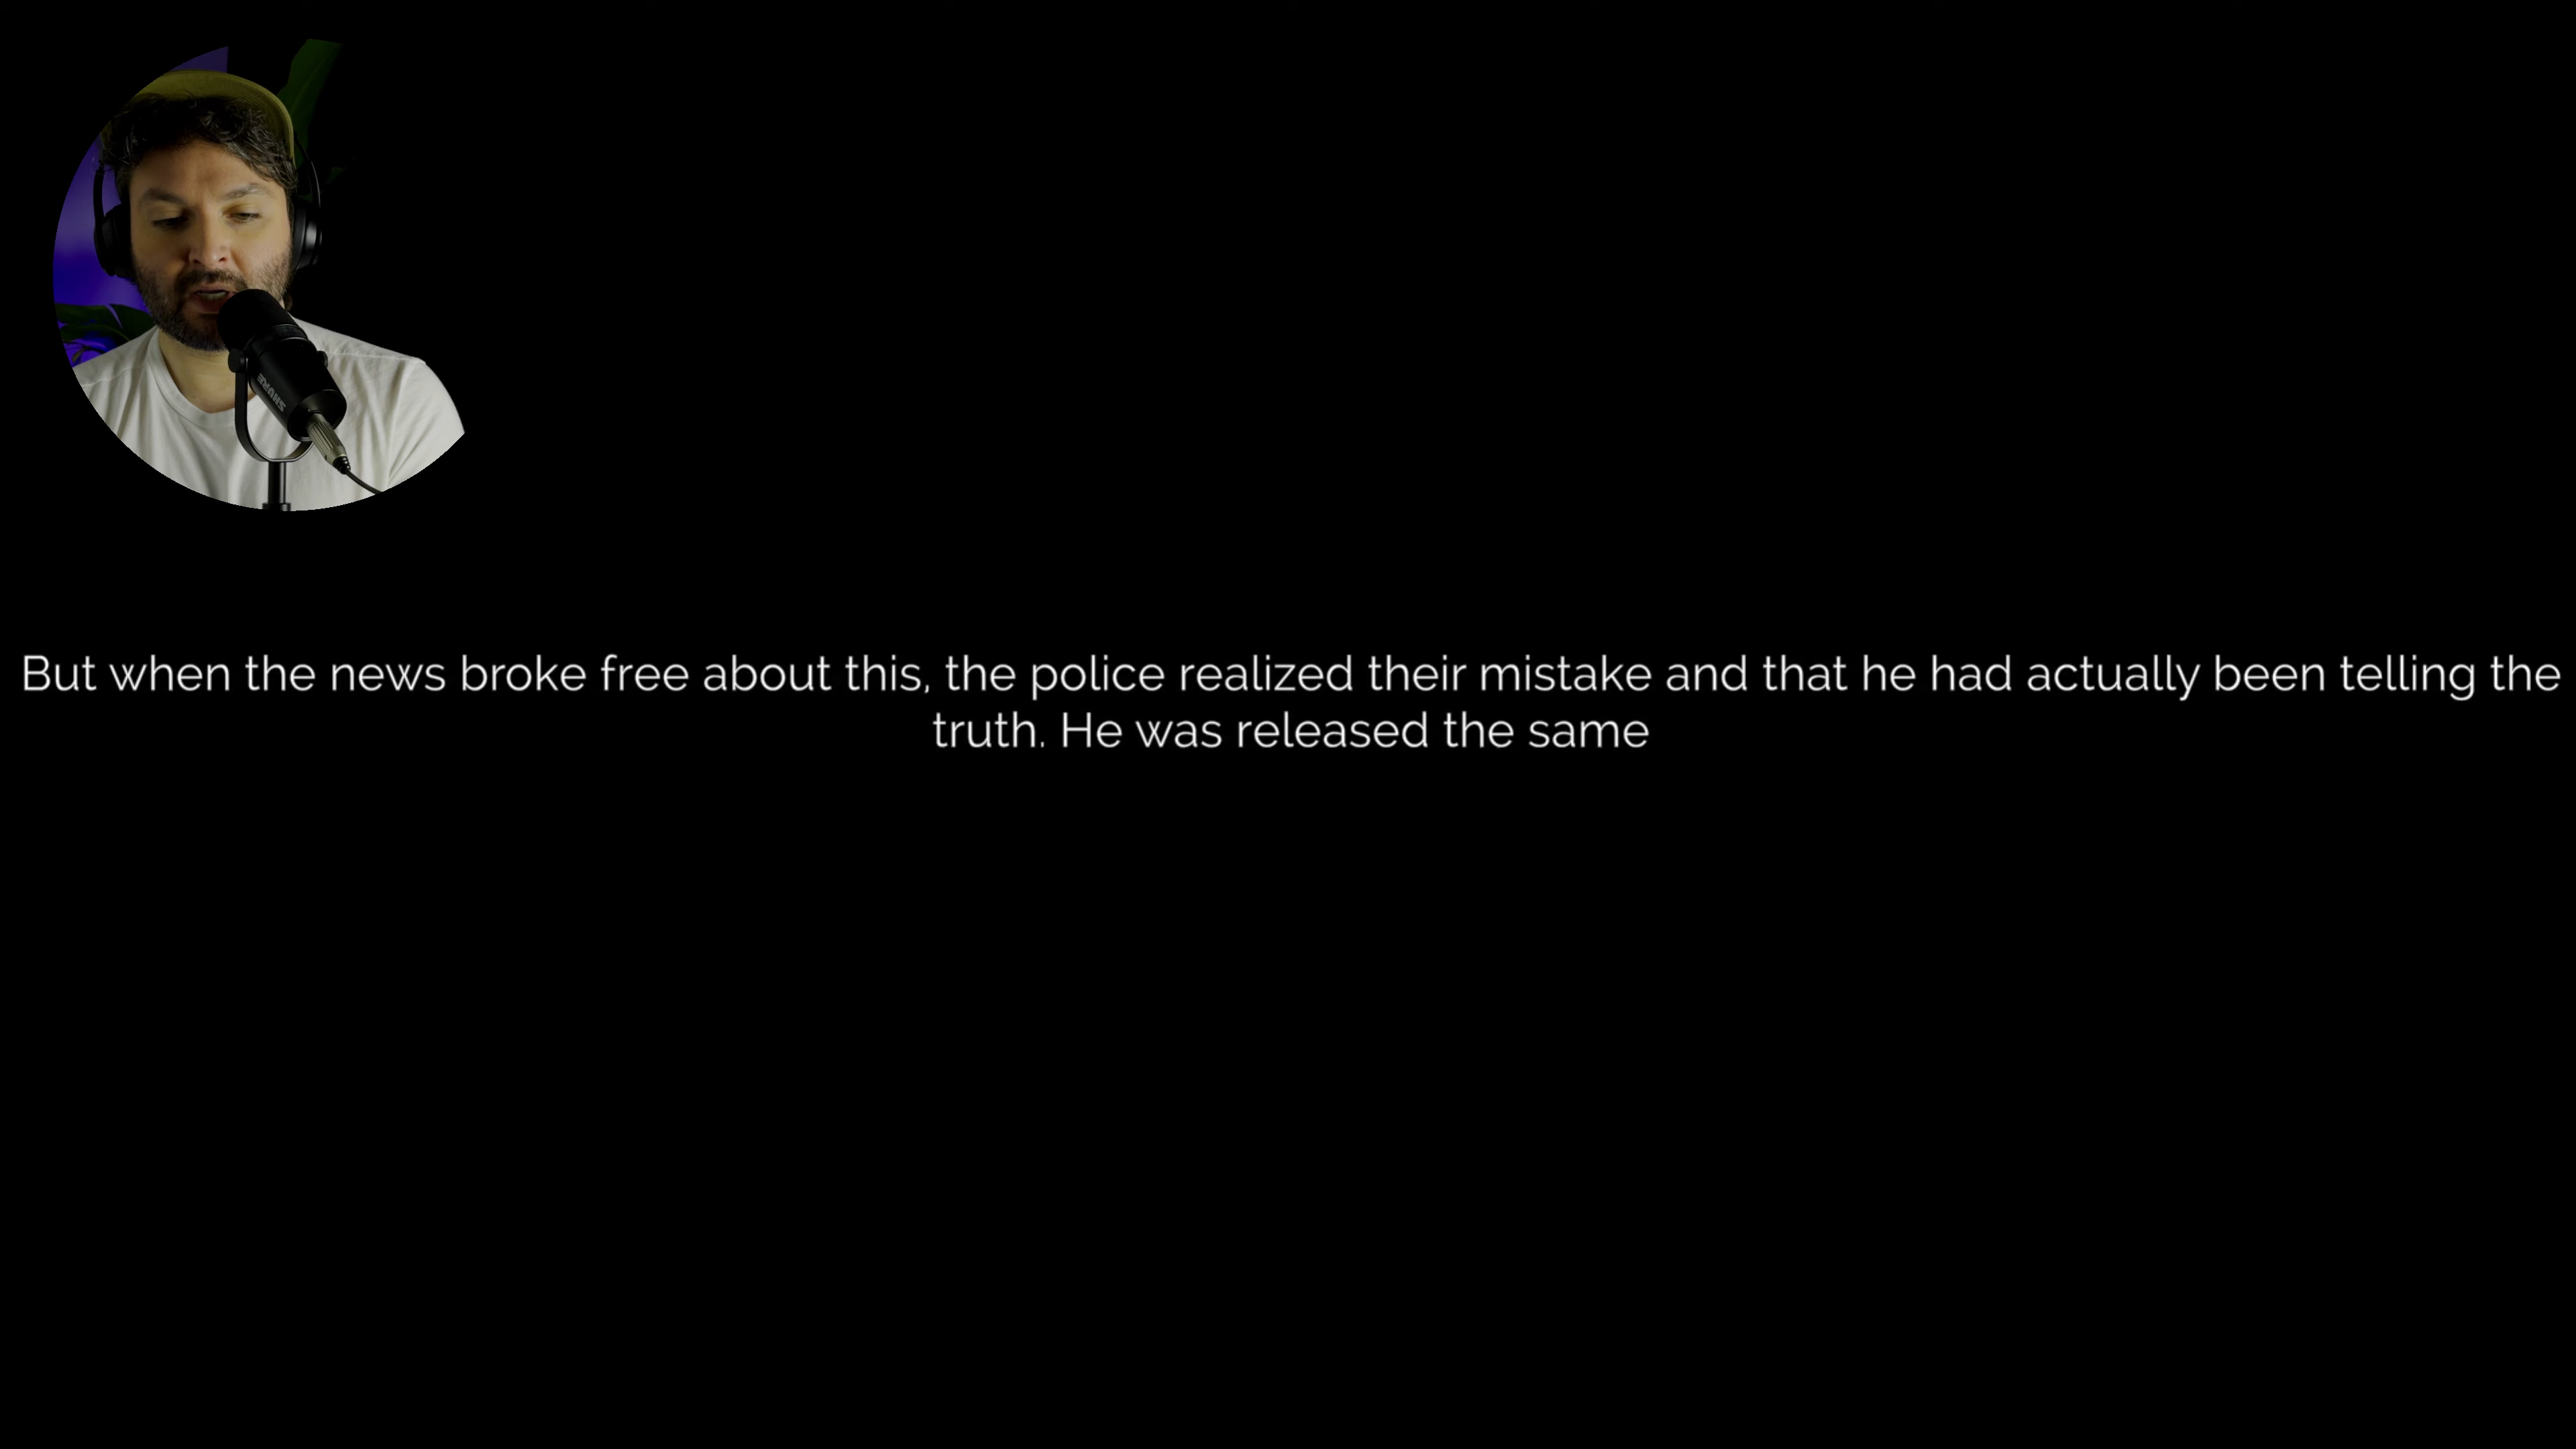 But when the news broke free about this, the police realized their mistake and that he had actually been telling the
truth. He was released the same
SHURE